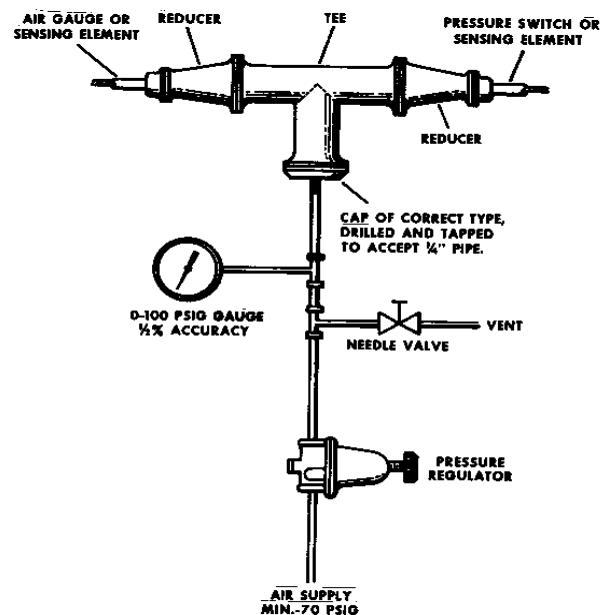 AIR GAUGE OR
SENSING ELEMENT
REDUCER
TEE
PRESSURE SWITCH OR
SENSING ELEMENT
REDUCER
CAP OF CORRECT TYPE,
DRILLED AND TAPPED
TO ACCEPT ¼" PIPE.
0-100 PSIG GAUGE
½% ACCURACY
NEEDLE VALVE
VENT
PRESSURE
REGULATOR
AIR SUPPLY
MIN.-70 PSIG